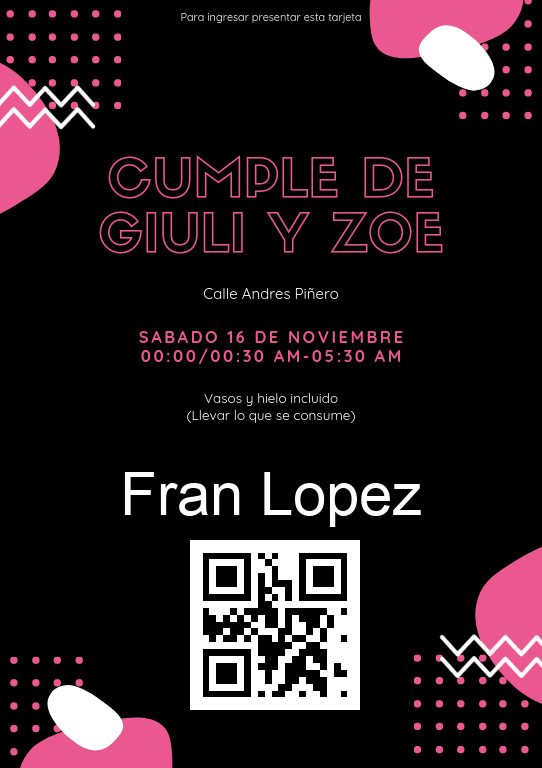 Para ingresar presentar esta tarjeta
CUMPLE DE
GIULI Y ZOE
Calle Andres Piñero
SABADO 16 DE NOVIEMBRE
00:00/00:30 AM-05:30 AM
Vasos y hielo incluido
(Llevar lo que se consume)
Fran Lopez